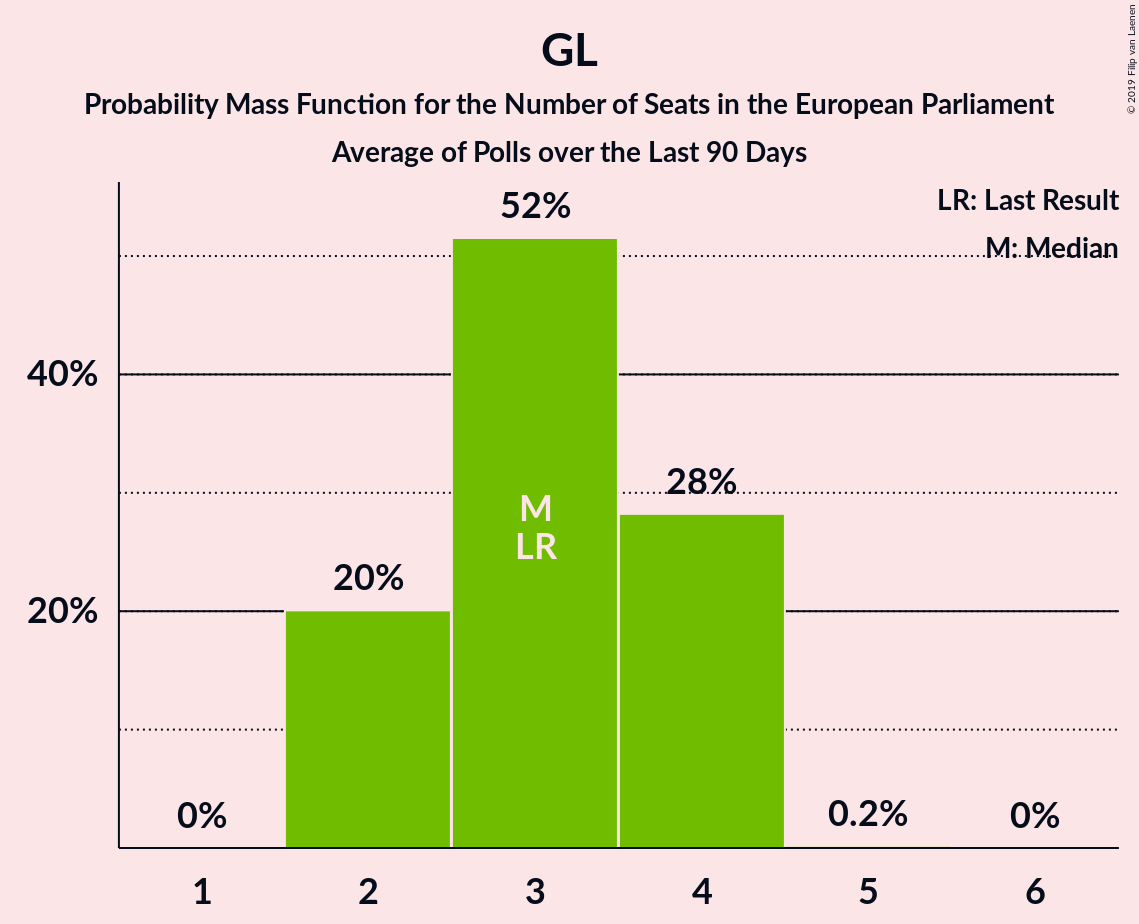 GL
Probability Mass Function for the Number of Seats in the European Parliament
Average of Polls over the Last 90 Days
© 2019 Filip van Laenen
LR: Last Result
M: Median
52%
40%
28%
M
LR
20%
20%
0%
0.2%
0%
1 2 3 4 5 6